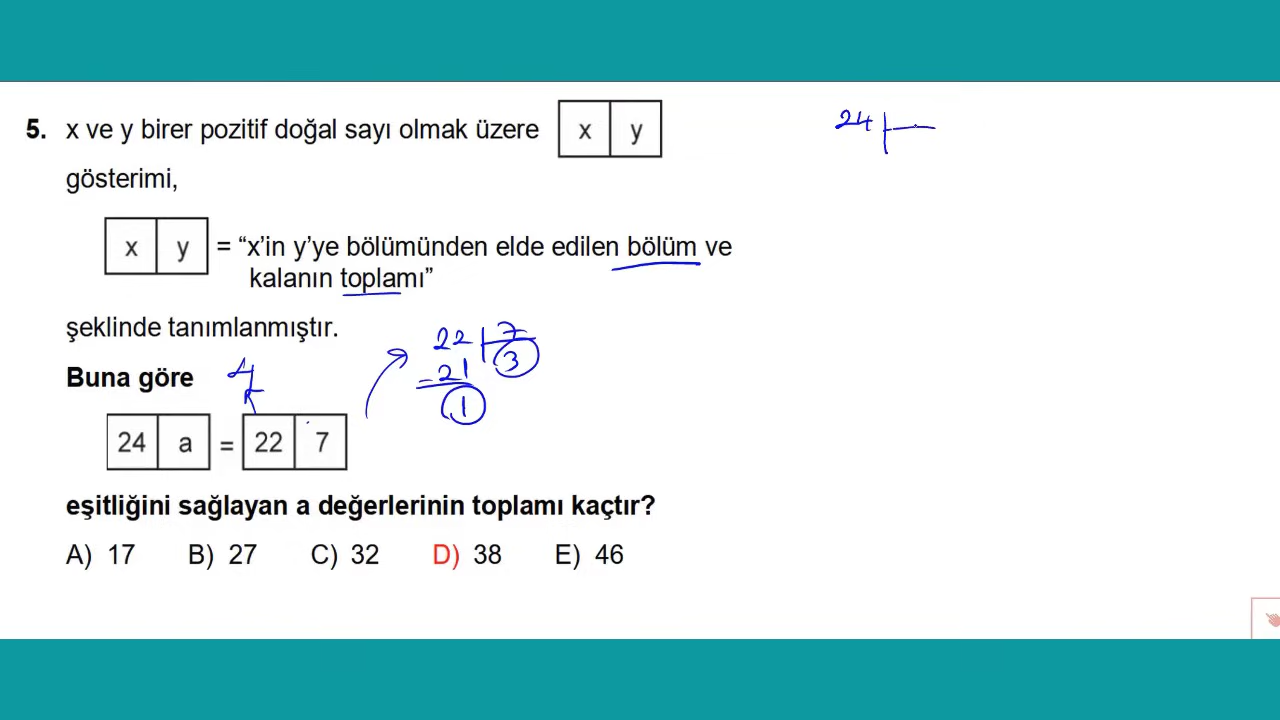 5. x ve y birer pozitif doğal sayı olmak üzere x y
gösterimi,
x y = “x’in y’ye bölümünden elde edilen bölüm ve
kalanın toplamı”
şeklinde tanımlanmıştır.
Buna göre
24 a = 22 7
eşitliğini sağlayan a değerlerinin toplamı kaçtır?
A) 17 B) 27 C) 32 D) 38 E) 46
24
4
22 7
-21 3
1